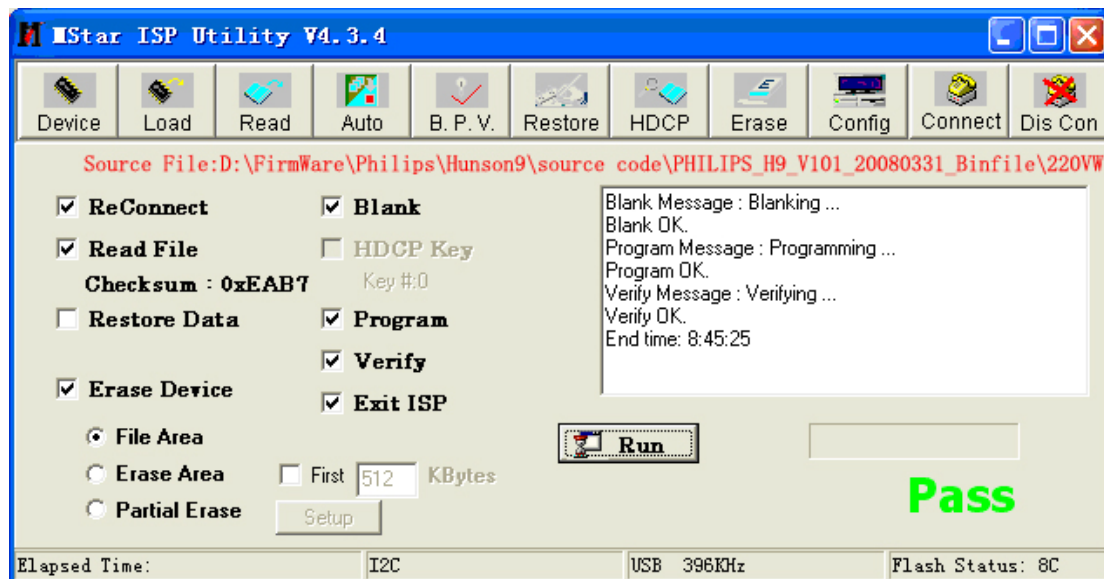 MStar ISP Utility V4.3.4
Device Load Read Auto B.P.V. Restore HDCP Erase Config Connect Dis Con
Source File:D:\FirmWare\Philips\Hunson9\source code\PHILIPS_H9_V101_20080331_Binfile\220VW
ReConnect
Blank
Read File
HDCP Key
Checksum : 0xEAB7
Key #:0
Restore Data
Program
Verify
Erase Device
Exit ISP
File Area
Erase Area
First 512 KBytes
Partial Erase
Setup
Blank Message : Blanking ...
Blank OK.
Program Message : Programming ...
Program OK.
Verify Message : Verifying ...
Verify OK.
End time: 8:45:25
Run
Pass
Elapsed Time: I2C USB 396KHz Flash Status: 8C